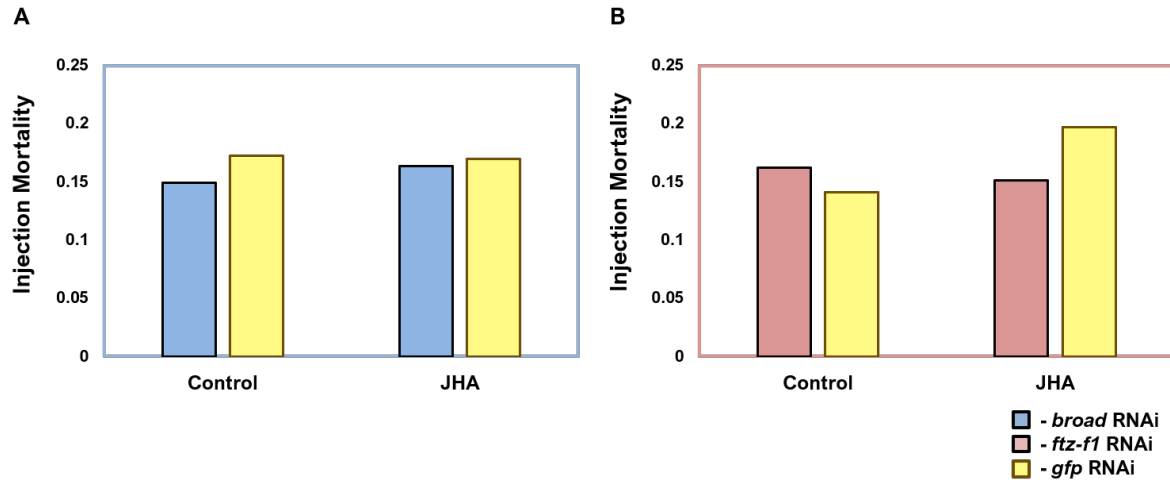 A
Injection Mortality
0.25
0.2
0.15
0.1
0.05
0
Control
JHA
B
Injection Mortality
0.25
0.2
0.15
0.1
0.05
0
Control
JHA
- broad RNAi
- ftz-f1 RNAi
- gfp RNAi